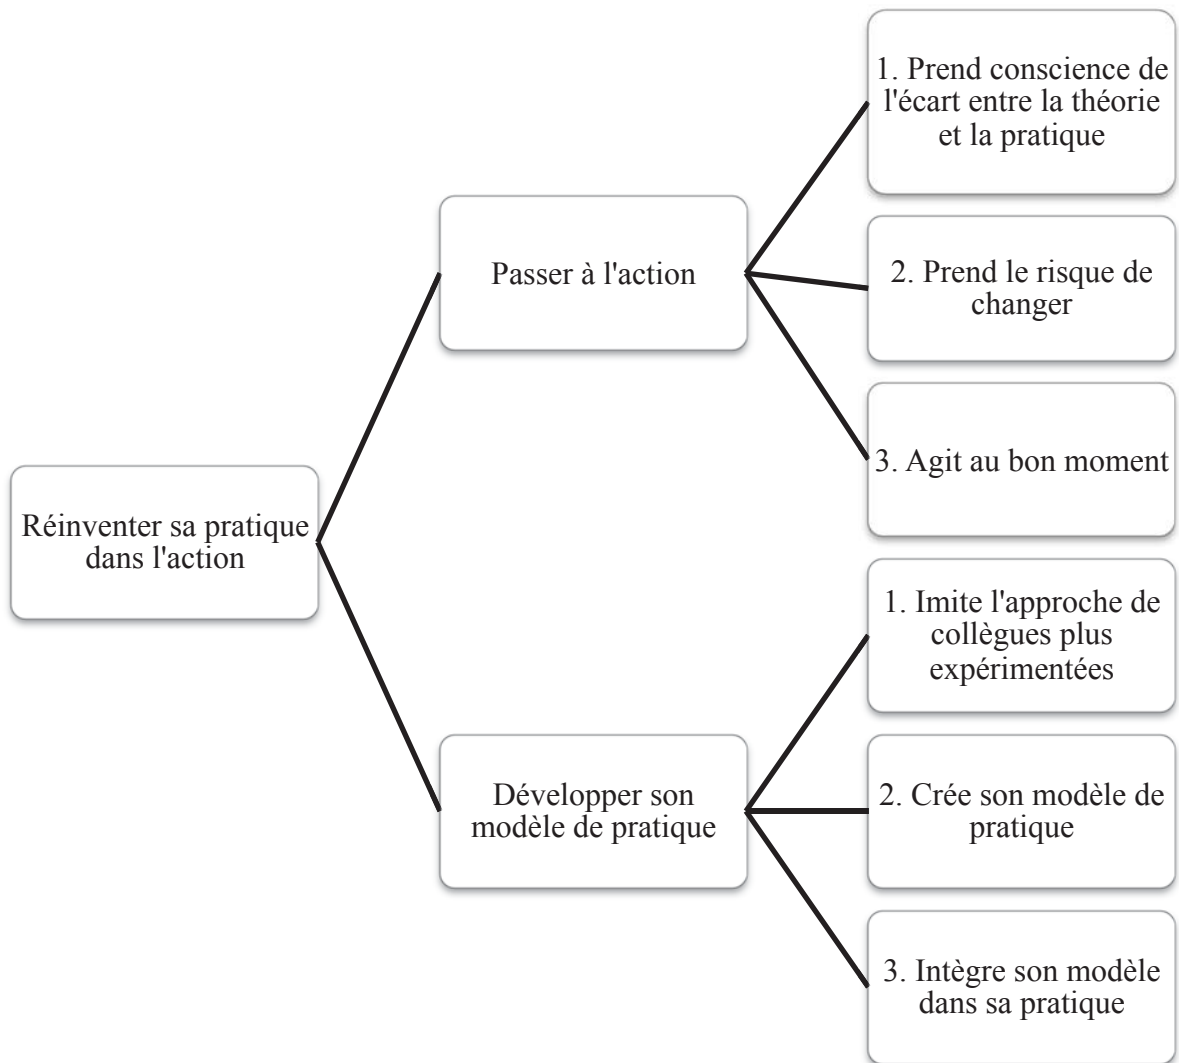 Réinventer sa pratique
dans l'action
Passer à l'action
1. Prend conscience de
l'écart entre la théorie
et la pratique
2. Prend le risque de
changer
3. Agit au bon moment
Développer son
modèle de pratique
1. Imite l'approche de
collègues plus
expérimentées
2. Crée son modèle de
pratique
3. Intègre son modèle
dans sa pratique